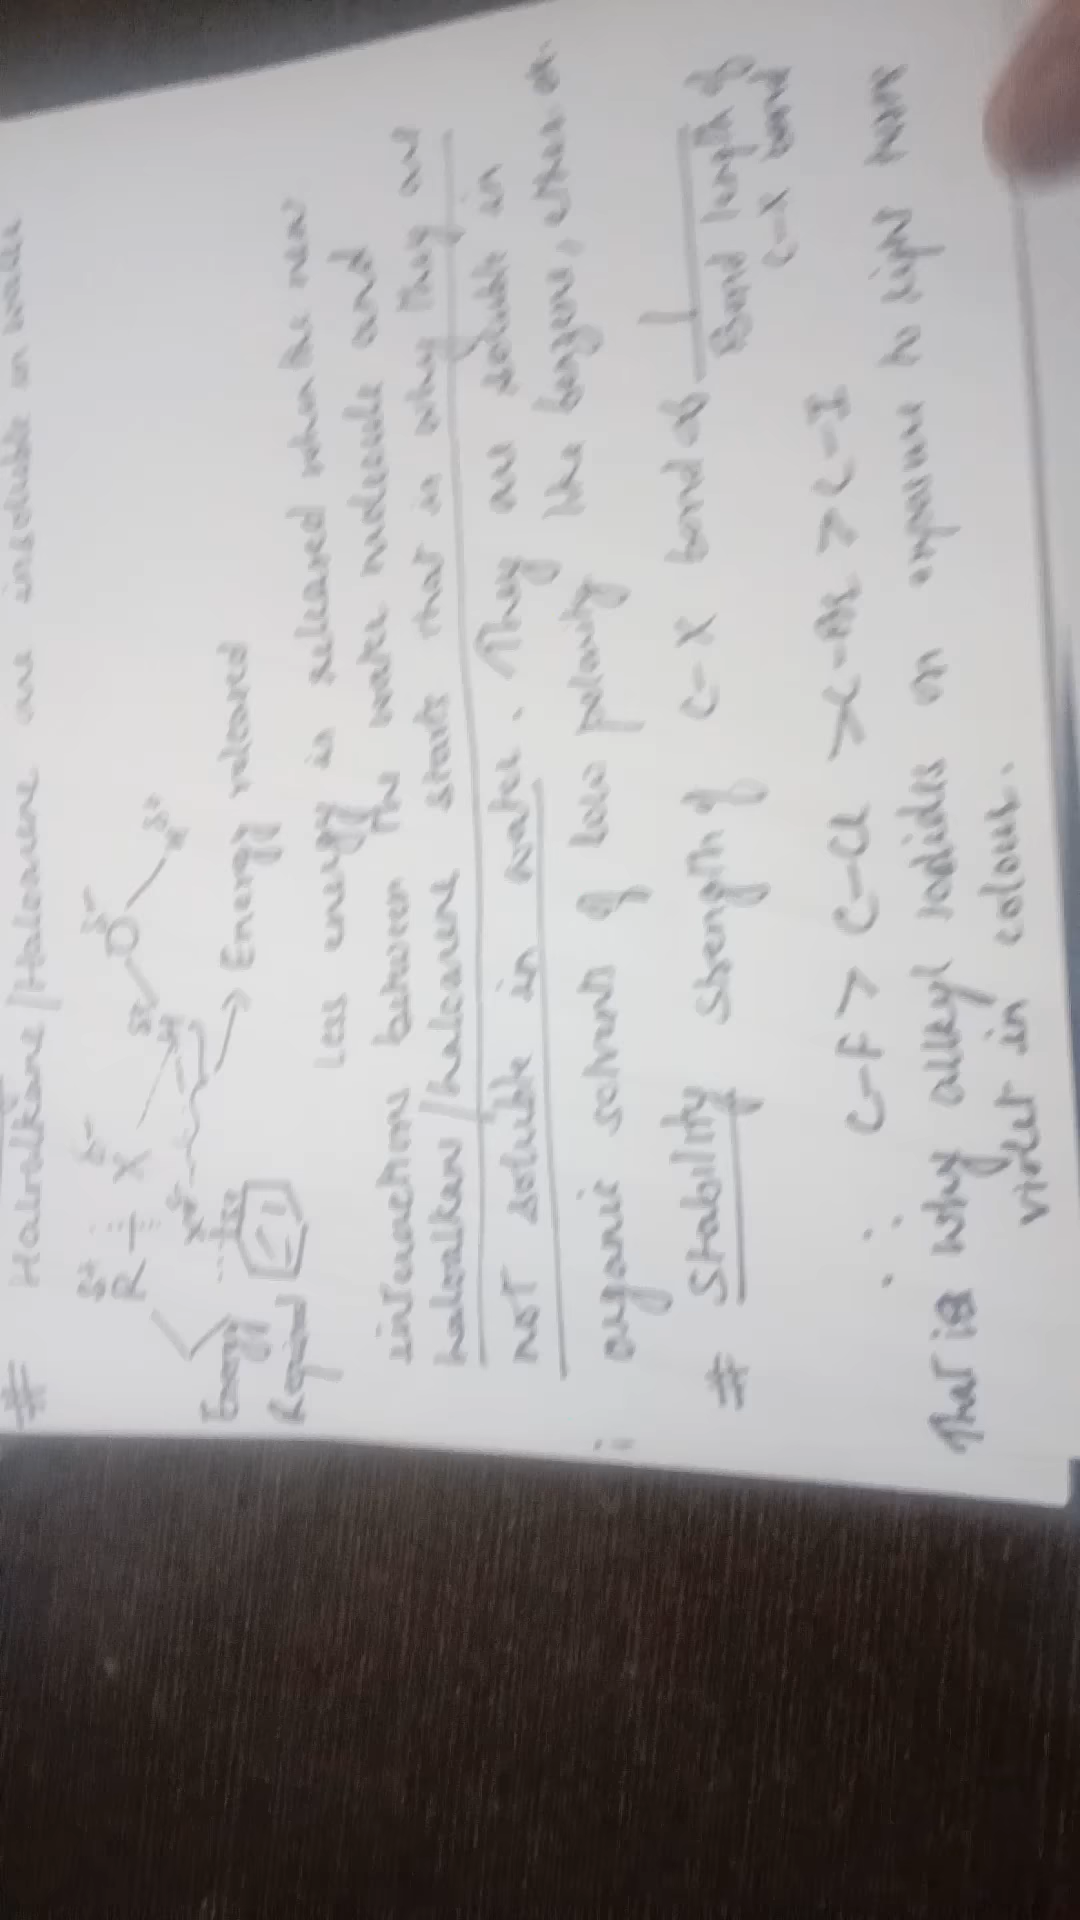 # Haloalkane/Haloarene are insoluble in water
δ+ δ-
R - X
δ+ H O δ- H δ+
X δ-
Energy Required
→ Energy released
Less energy is released when the new
interactions between the water molecule and
haloalkan/haloarene starts that is why they are
not soluble in water. They are soluble in
organic solvents of low polarity like benzene, ether etc.
# Stability strength of C-X bond α 1/Bond length of C-X bond
∴ C-F > C-Cl > C-Br > C-I
That is why alkyl iodides on exposure to light turns
violet in colour.